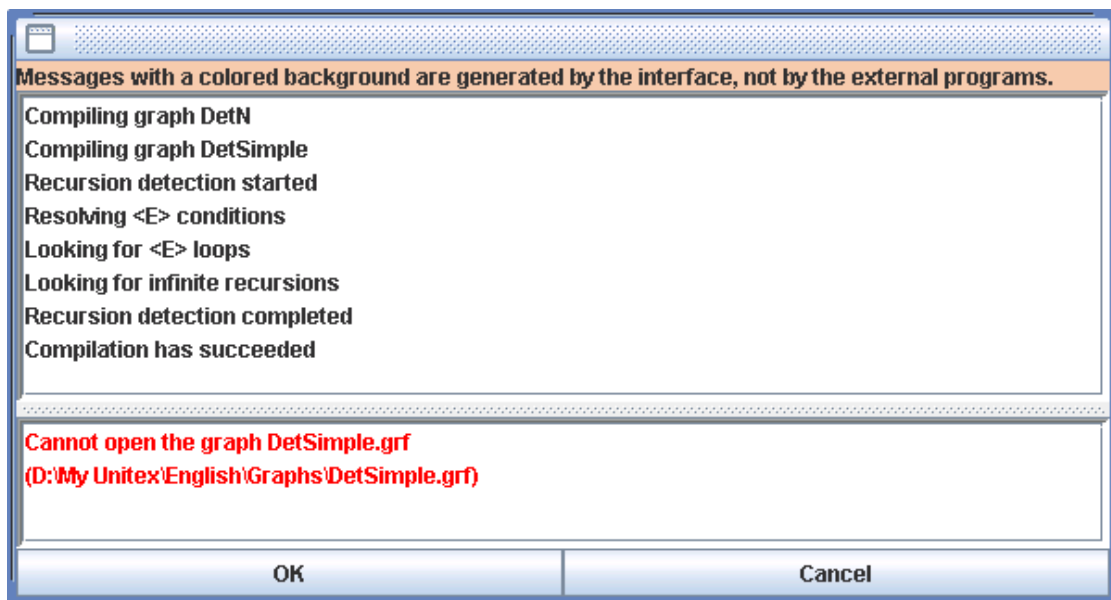 Messages with a colored background are generated by the interface, not by the external programs.
Compiling graph DetN
Compiling graph DetSimple
Recursion detection started
Resolving <E> conditions
Looking for <E> loops
Looking for infinite recursions
Recursion detection completed
Compilation has succeeded
Cannot open the graph DetSimple.grf
(D:\My Unitex\English\Graphs\DetSimple.grf)
OK
Cancel